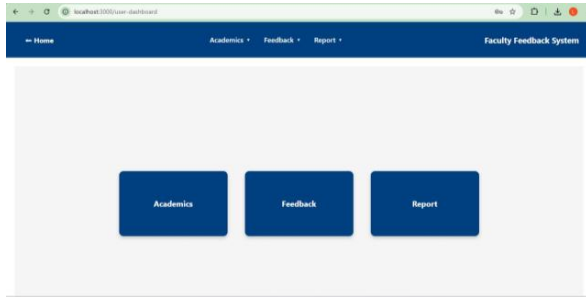 localhost:3000/user-dashboard
← Home
Academics ▾ Feedback ▾ Report ▾
Faculty Feedback System
Academics
Feedback
Report